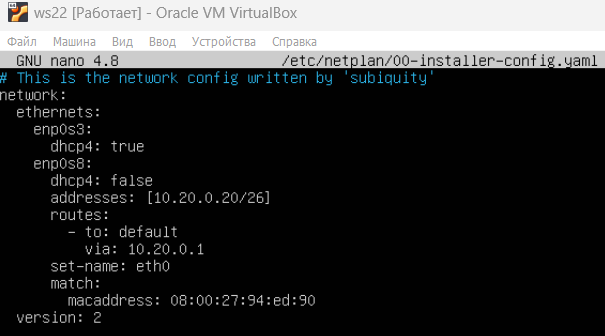 ws22 [Работает] - Oracle VM VirtualBox
Файл Машина Вид Ввод Устройства Справка
GNU nano 4.8 /etc/netplan/00-installer-config.yaml
# This is the network config written by 'subiquity'
network:
  ethernets:
    enp0s3:
      dhcp4: true
    enp0s8:
      dhcp4: false
      addresses: [10.20.0.20/26]
      routes:
        - to: default
          via: 10.20.0.1
      set-name: eth0
      match:
        macaddress: 08:00:27:94:ed:90
  version: 2